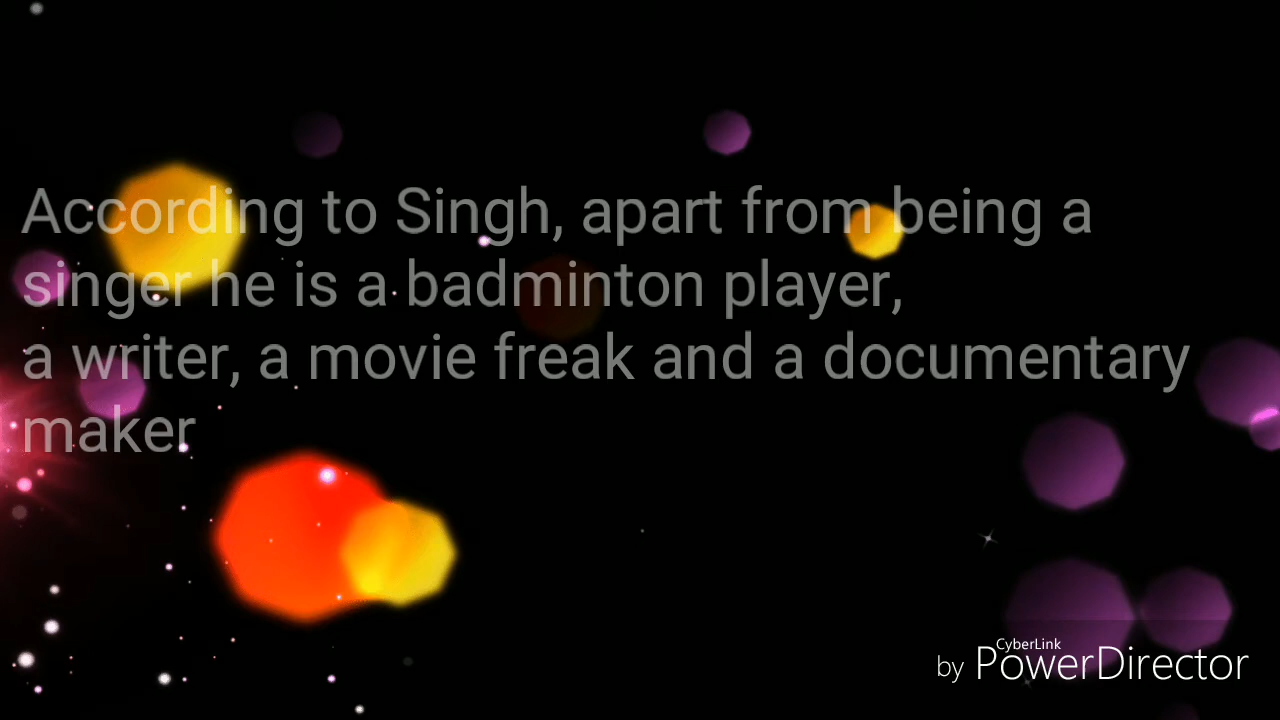 According to Singh, apart from being a
singer he is a badminton player,
a writer, a movie freak and a documentary
maker
CyberLink
by PowerDirector